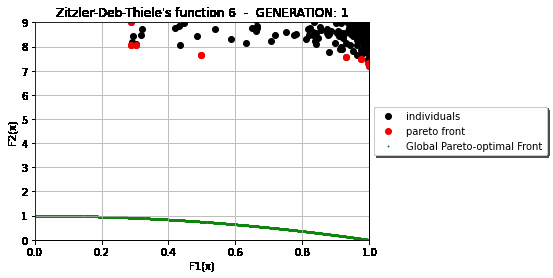 Zitzler-Deb-Thiele's function 6 - GENERATION: 1
F2(x)
9
8
7
6
5
4
3
2
1
0
0.0 0.2 0.4 0.6 0.8 1.0
F1(x)
individuals
pareto front
Global Pareto-optimal Front